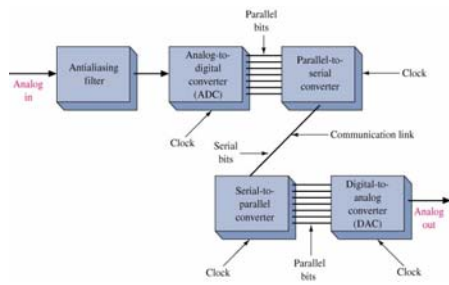 Parallel
bits
Analog
in
Antialiasing
filter
Analog-to-
digital
converter
(ADC)
Parallel-to-
serial
converter
Clock
Clock
Communication link
Serial
bits
Serial-to-
parallel
converter
Digital-to-
analog
converter
(DAC)
Analog
out
Clock
Parallel
bits
Clock